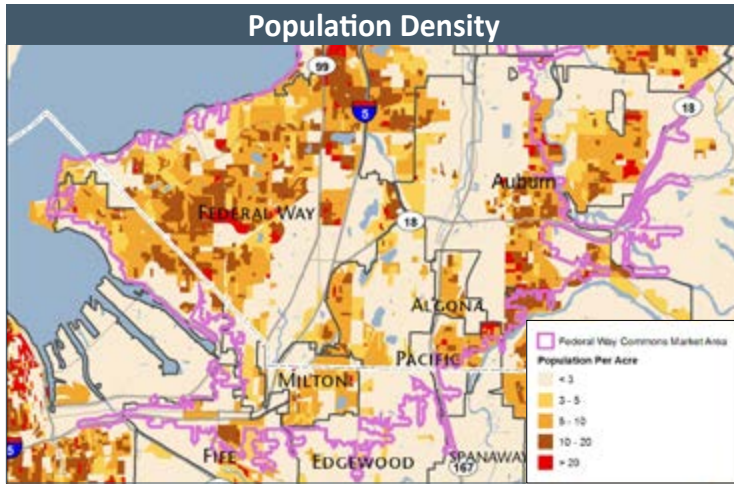 Population Density
99
5
18
Auburn
FEDERAL WAY
18
ALGONA
PACIFIC
MILTON
FIFE
EDGEWOOD
SPANAWAY
167
5
Federal Way Commons Market Area
Population Per Acre
< 3
3 - 5
5 - 10
10 - 20
> 20